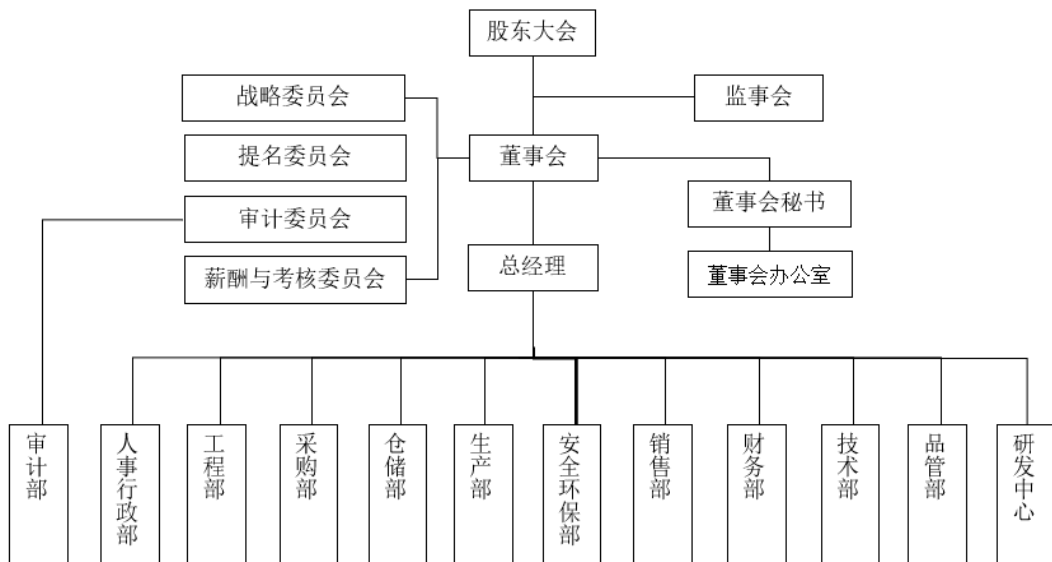 股东大会
战略委员会
监事会
提名委员会
董事会
审计委员会
董事会秘书
薪酬与考核委员会
总经理
董事会办公室
审计部
人事行政部
工程部
采购部
仓储部
生产部
安全环保部
销售部
财务部
技术部
品管部
研发中心